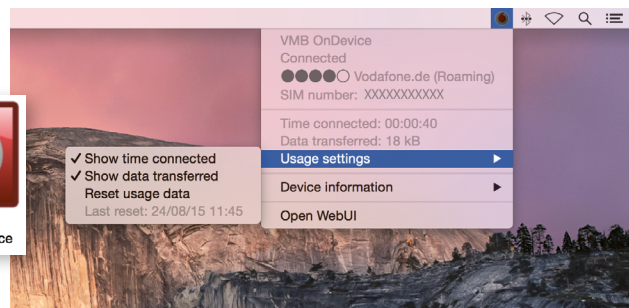 VMB OnDevice
Connected
Vodafone.de (Roaming)
SIM number: XXXXXXXXXXX
Time connected: 00:00:40
Data transferred: 18 kB
Usage settings
Device information
Open WebUI
✓ Show time connected
✓ Show data transferred
Reset usage data
Last reset: 24/08/15 11:45
ce